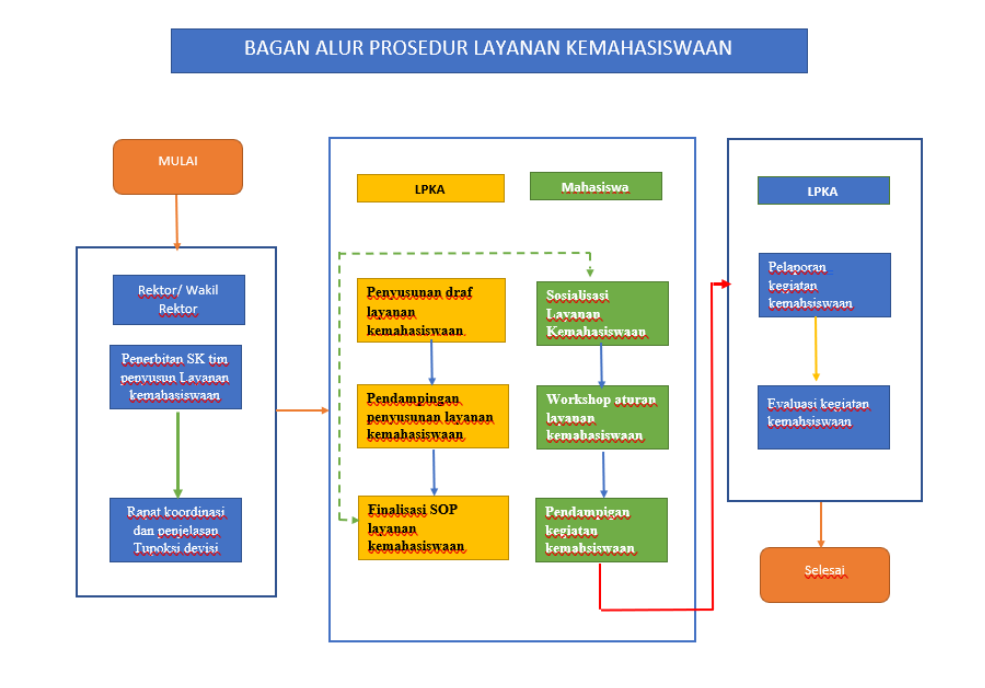 BAGAN ALUR PROSEDUR LAYANAN KEMAHASISWAAN
MULAI
Rektor/ Wakil
Rektor
Penerbitan SK tim
penyusun Layanan
kemahasiswaan
Rapat koordinasi
dan penjelasan
Tupoksi devisi
LPKA
Penyusunan draf
layanan
kemahasiswaan
Pendampingan
penyusunan layanan
kemahasiswaan
Finalisasi SOP
layanan
kemahasiswaan
Mahasiswa
Sosialisasi
Layanan
Kemahasiswaan
Workshop aturan
layanan
kemahasiswaan
Pendampigan
kegiatan
kemahsiswaan
LPKA
Pelaporan
kegiatan
kemahsiswaan
Evaluasi kegiatan
kemahsiswaan
Selesai